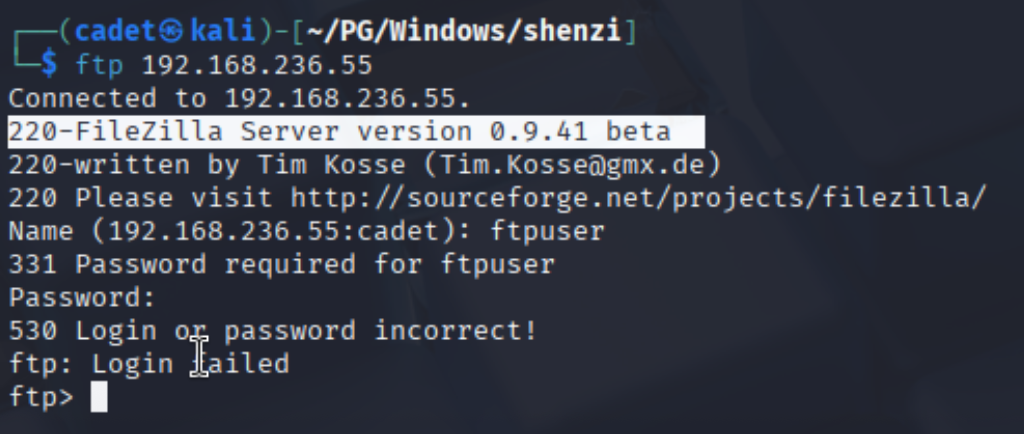 ┌──(cadet㉿kali)-[~/PG/Windows/shenzi]
└─$ ftp 192.168.236.55
Connected to 192.168.236.55.
220-FileZilla Server version 0.9.41 beta
220-written by Tim Kosse (Tim.Kosse@gmx.de)
220 Please visit http://sourceforge.net/projects/filezilla/
Name (192.168.236.55:cadet): ftpuser
331 Password required for ftpuser
Password:
530 Login or password incorrect!
ftp: Login failed
ftp>